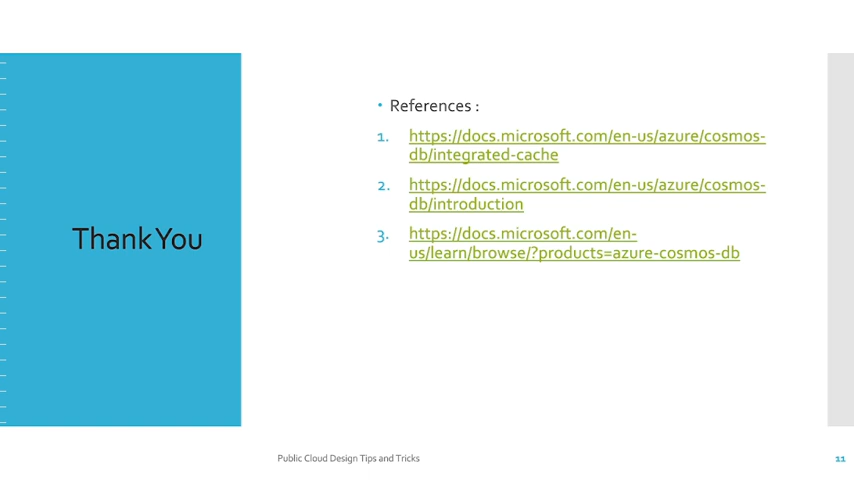 Thank You
• References :
1. https://docs.microsoft.com/en-us/azure/cosmos-
db/integrated-cache
2. https://docs.microsoft.com/en-us/azure/cosmos-
db/introduction
3. https://docs.microsoft.com/en-
us/learn/browse/?products=azure-cosmos-db
Public Cloud Design Tips and Tricks
11